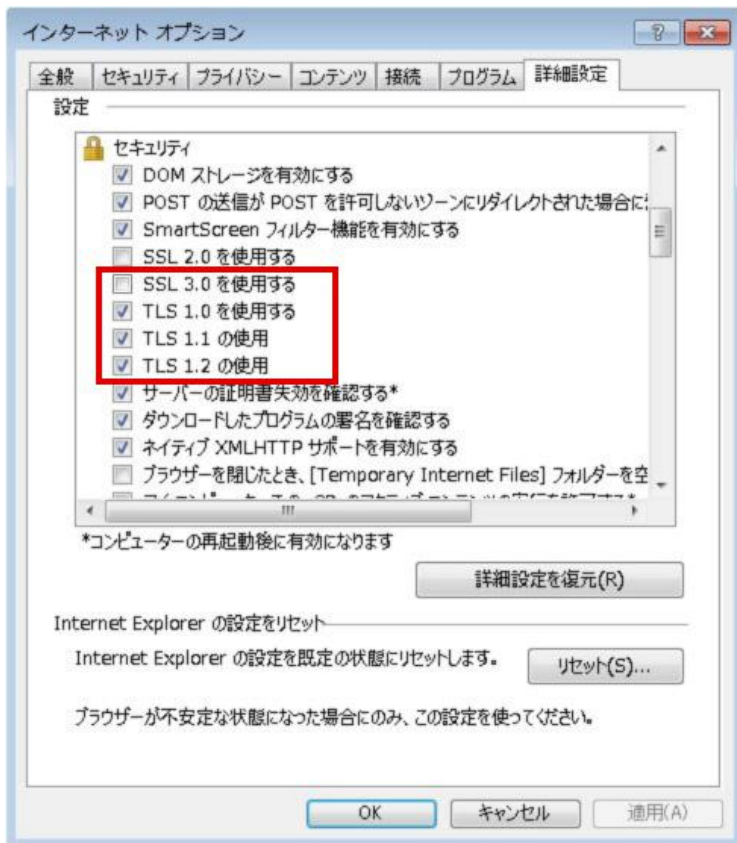 インターネット オプション
全般 セキュリティ プライバシー コンテンツ 接続 プログラム 詳細設定
設定
セキュリティ
DOM ストレージを有効にする
POST の送信が POST を許可しないゾーンにリダイレクトされた場合に
SmartScreen フィルター機能を有効にする
SSL 2.0 を使用する
SSL 3.0 を使用する
TLS 1.0 を使用する
TLS 1.1 の使用
TLS 1.2 の使用
サーバーの証明書失効を確認する*
ダウンロードしたプログラムの署名を確認する
ネイティブ XMLHTTP サポートを有効にする
ブラウザーを閉じたとき、[Temporary Internet Files] フォルダーを空
*コンピューターの再起動後に有効になります
詳細設定を復元(R)
Internet Explorer の設定をリセット
Internet Explorer の設定を既定の状態にリセットします。
リセット(S)...
ブラウザーが不安定な状態になった場合にのみ、この設定を使ってください。
OK キャンセル 適用(A)